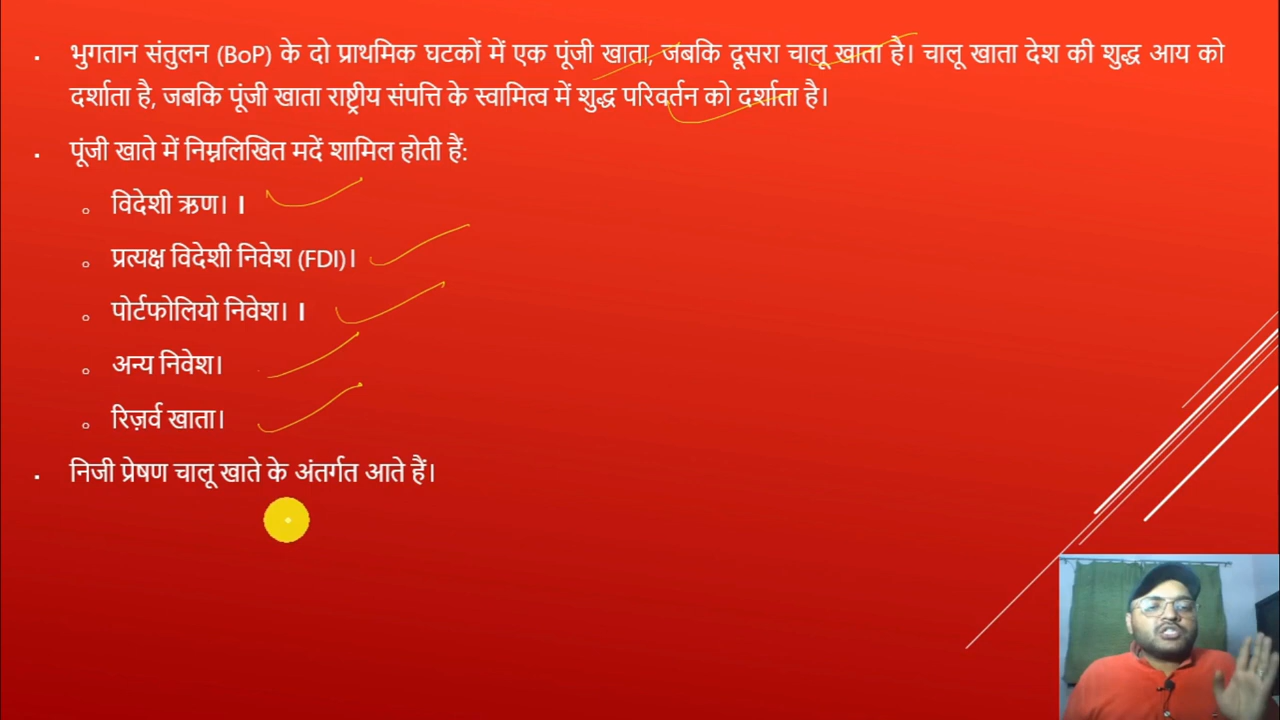 भुगतान संतुलन (BoP) के दो प्राथमिक घटकों में एक पूंजी खाता, जबकि दूसरा चालू खाता है। चालू खाता देश की शुद्ध आय को
दर्शाता है, जबकि पूंजी खाता राष्ट्रीय संपत्ति के स्वामित्व में शुद्ध परिवर्तन को दर्शाता है।
पूंजी खाते में निम्नलिखित मदें शामिल होती हैं:
विदेशी ऋण। ।
प्रत्यक्ष विदेशी निवेश (FDI)।
पोर्टफोलियो निवेश। ।
अन्य निवेश।
रिज़र्व खाता।
निजी प्रेषण चालू खाते के अंतर्गत आते हैं।